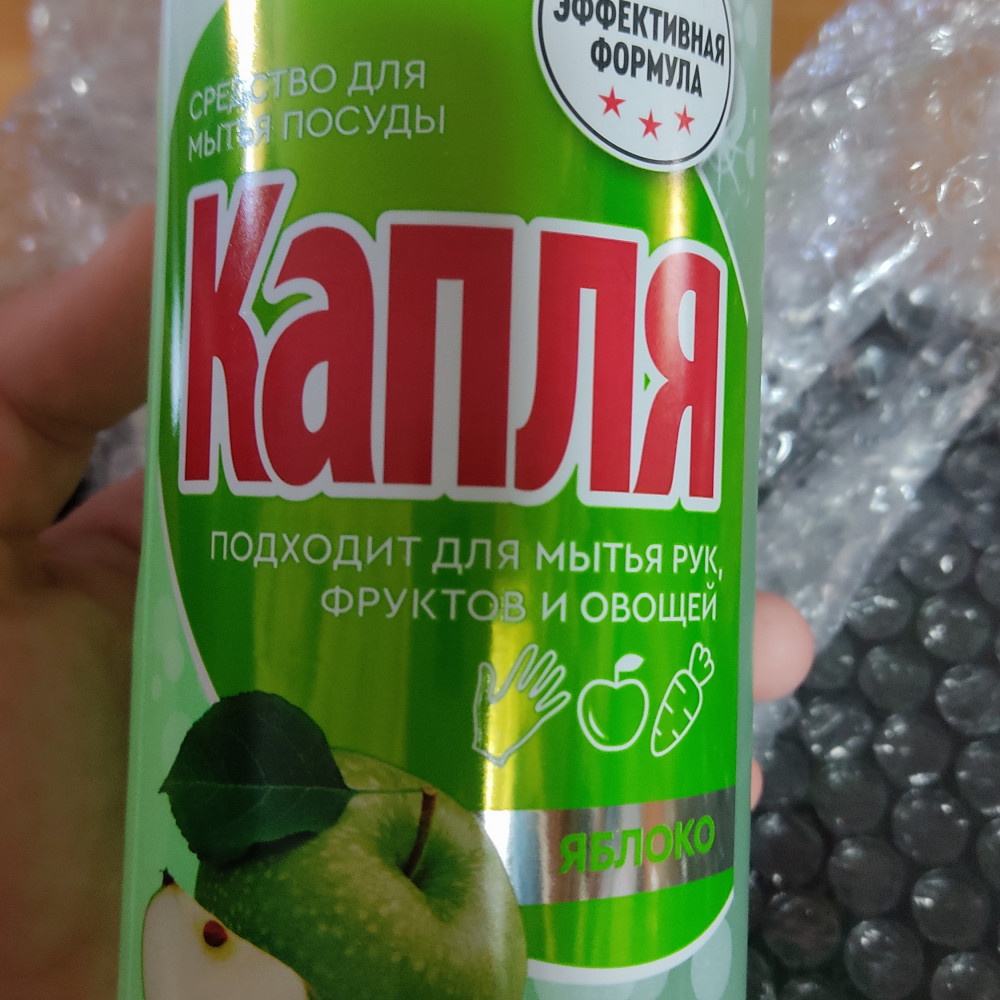 ЭФФЕКТИВНАЯ
ФОРМУЛА
СРЕДСТВО ДЛЯ
МЫТЬЯ ПОСУДЫ
Капля
ПОДХОДИТ ДЛЯ МЫТЬЯ РУК,
ФРУКТОВ И ОВОЩЕЙ
ЯБЛОКО